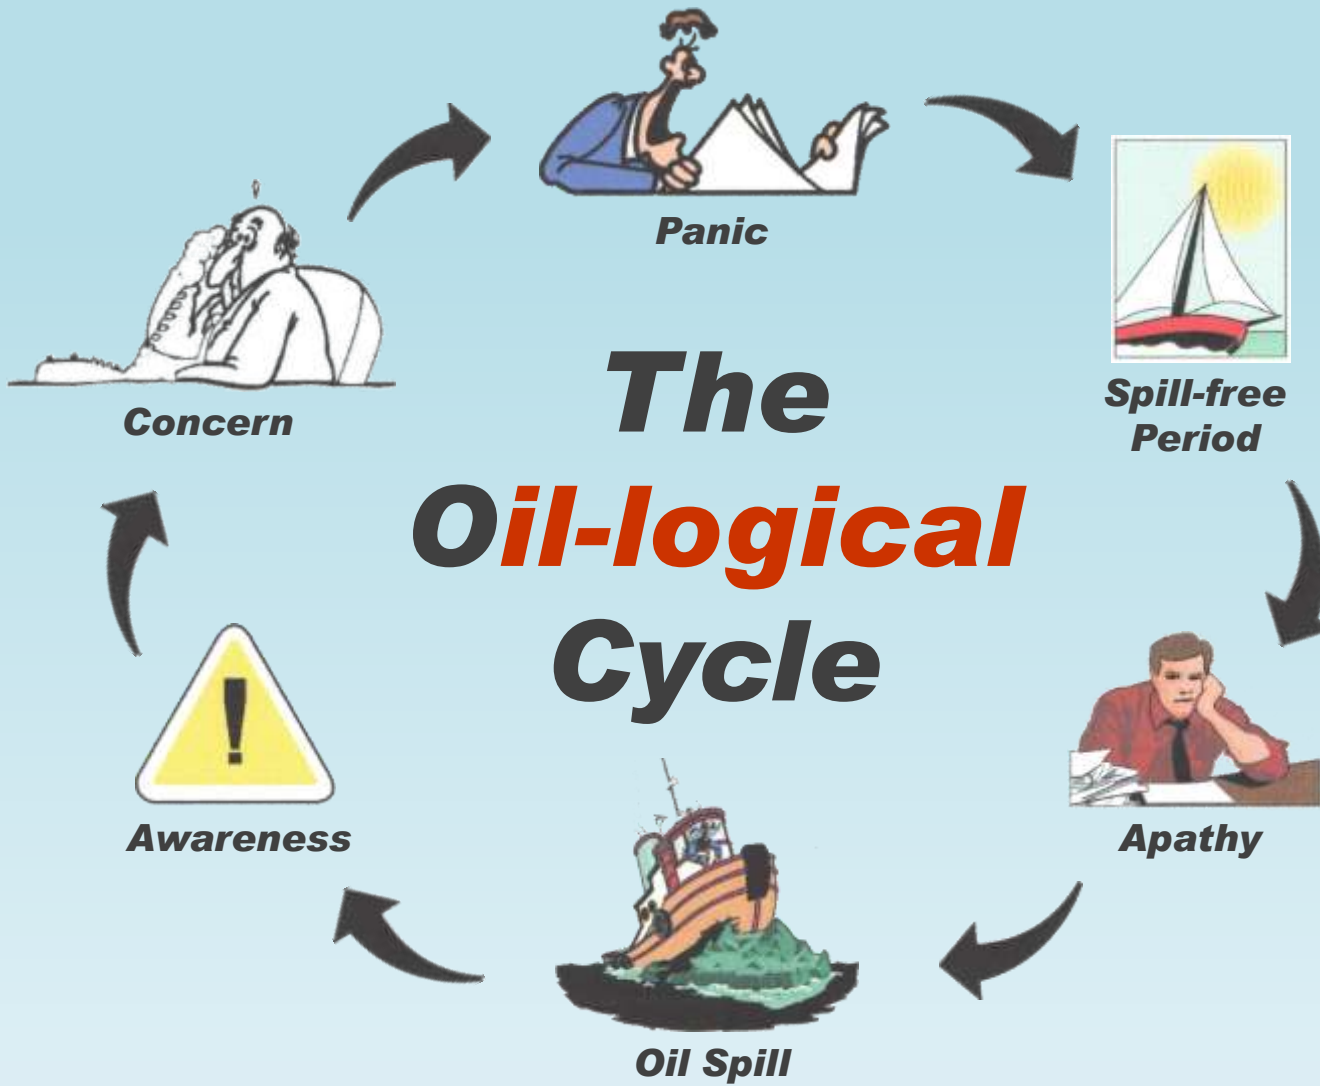 Panic
Concern
Spill-free
Period
The
Oil-logical
Cycle
!
Awareness
Apathy
Oil Spill